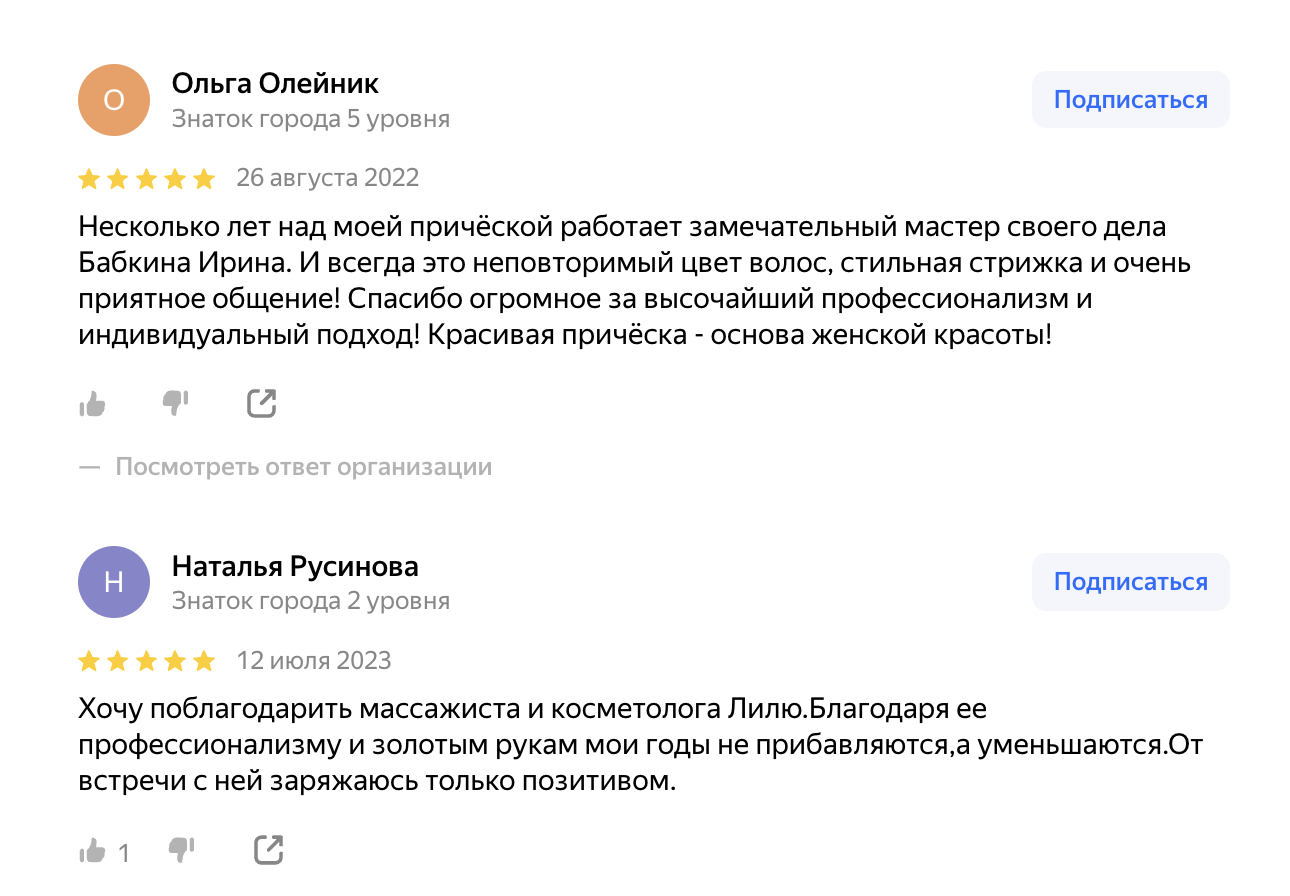 О
Ольга Олейник
Знаток города 5 уровня
Подписаться
26 августа 2022
Несколько лет над моей причёской работает замечательный мастер своего дела
Бабкина Ирина. И всегда это неповторимый цвет волос, стильная стрижка и очень
приятное общение! Спасибо огромное за высочайший профессионализм и
индивидуальный подход! Красивая причёска - основа женской красоты!
— Посмотреть ответ организации
Н
Наталья Русинова
Знаток города 2 уровня
Подписаться
12 июля 2023
Хочу поблагодарить массажиста и косметолога Лилю.Благодаря ее
профессионализму и золотым рукам мои годы не прибавляются,а уменьшаются.От
встречи с ней заряжаюсь только позитивом.
1